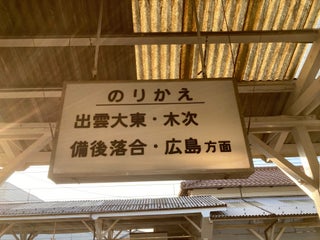 のりかえ
出雲大東・木次
備後落合・広島方面